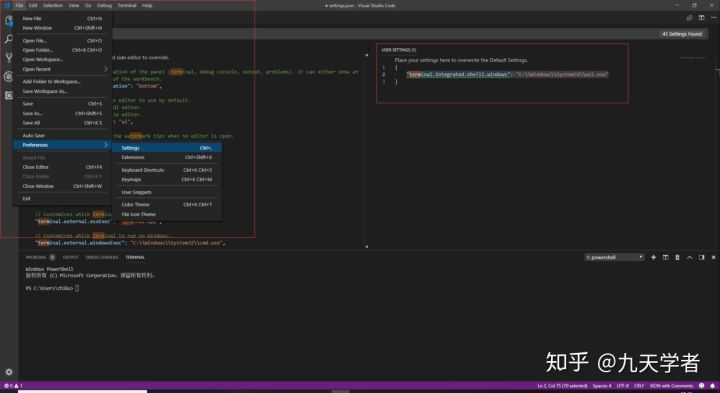 File Edit Selection View Go Debug Terminal Help
● settings.json - Visual Studio Code
New File Ctrl+N
New Window Ctrl+Shift+N
Open File... Ctrl+O
Open Folder... Ctrl+K Ctrl+O
Open Workspace...
Open Recent
Add Folder to Workspace...
Save Workspace As...
Save Ctrl+S
Save As... Ctrl+Shift+S
Save All Ctrl+K S
Auto Save
Preferences
Revert File
Close Editor Ctrl+F4
Close Folder Ctrl+K F
Close Window Ctrl+Shift+W
Exit
Settings Ctrl+,
Extensions Ctrl+Shift+X
Keyboard Shortcuts Ctrl+K Ctrl+S
Keymaps Ctrl+K Ctrl+M
User Snippets
Color Theme Ctrl+K Ctrl+T
File Icon Theme
41 Settings Found
d side editor to override.
ation of the panel (terminal, debug console, output, problems). It can either show at
of the workbench.
ation": "bottom",
s editor to use by default.
UI editor.
le editor.
: "ui",
the watermark tips when no editor is open.
// Customizes which termina
"terminal.external.osxExec": "Terminal.app",
// Customizes which terminal to run on Windows.
"terminal.external.windowsExec": "C:\\Windows\\System32\\cmd.exe",
USER SETTINGS (1)
Place your settings here to overwrite the Default Settings.
1 {
2 "terminal.integrated.shell.windows": "C:\\Windows\\System32\\wsl.exe"
3 }
PROBLEMS 1 OUTPUT DEBUG CONSOLE TERMINAL
1: powershell
Windows PowerShell
版权所有 (C) Microsoft Corporation。保留所有权利。
PS C:\Users\zhiku>
知乎 @九天学者
0 1
Ln 2, Col 75 (70 selected) Spaces: 4 UTF-8 CRLF JSON with Comments